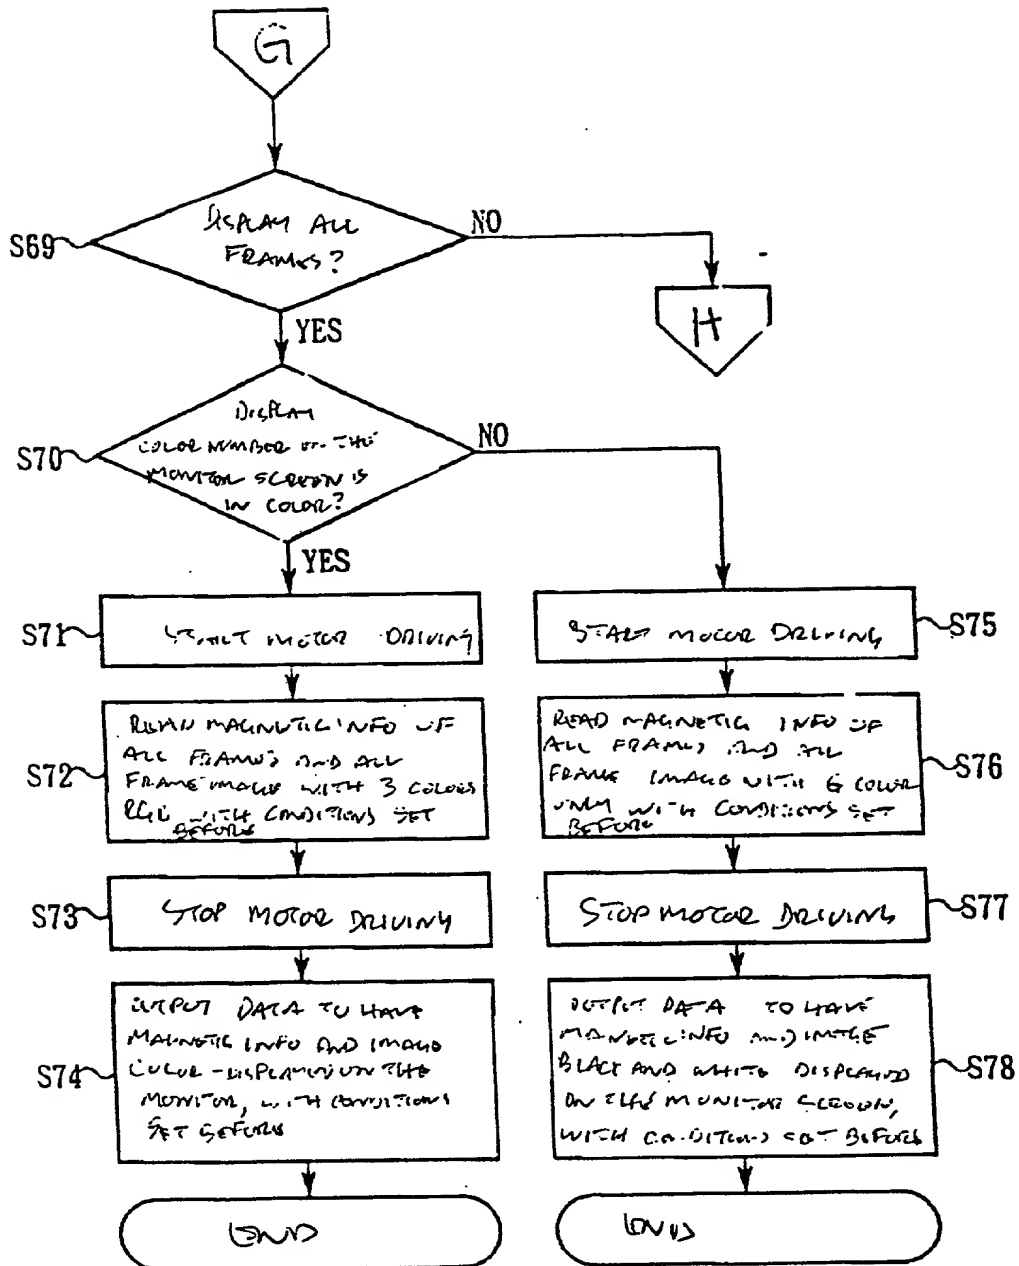 G
DISPLAY ALL
FRAMES?
S69
NO
H
YES
DISPLAY
COLOR NUMBER OF THE
MONITOR SCREEN IS
IN COLOR?
S70
NO
YES
S71
START MOTOR DRIVING
START MOTOR DRIVING
S75
READ MAGNETIC INFO OF
ALL FRAMES AND ALL
FRAME IMAGE WITH 3 COLORS
RGB WITH CONDITIONS SET
BEFORE
S72
READ MAGNETIC INFO OF
ALL FRAMES AND ALL
FRAME IMAGE WITH G COLOR
ONLY WITH CONDITIONS SET
BEFORE
S76
S73
STOP MOTOR DRIVING
STOP MOTOR DRIVING
S77
OUTPUT DATA TO HAVE
MAGNETIC INFO AND IMAGE
COLOR-DISPLAYED ON THE
MONITOR, WITH CONDITIONS
SET BEFORE
S74
OUTPUT DATA TO HAVE
MAGNETIC INFO AND IMAGE
BLACK AND WHITE DISPLAYED
ON THE MONITOR SCREEN,
WITH CONDITIONS SET BEFORE
S78
END
END